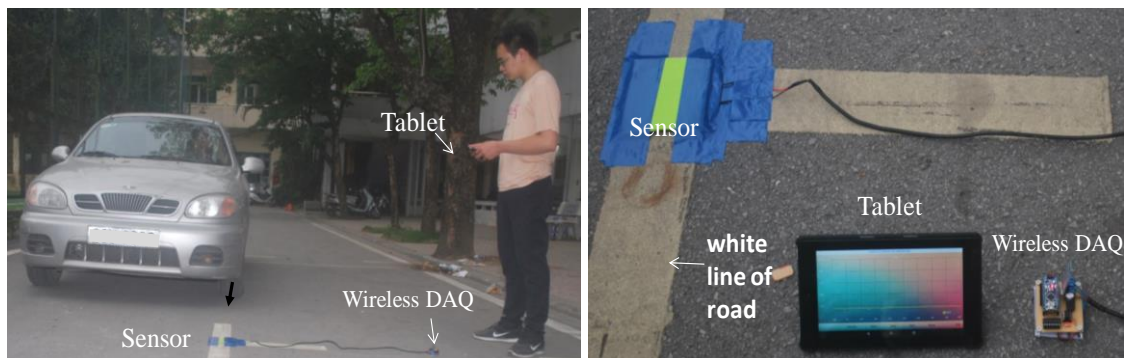 Tablet
Wireless DAQ
Sensor
Sensor
Tablet
Wireless DAQ
white
line of
road